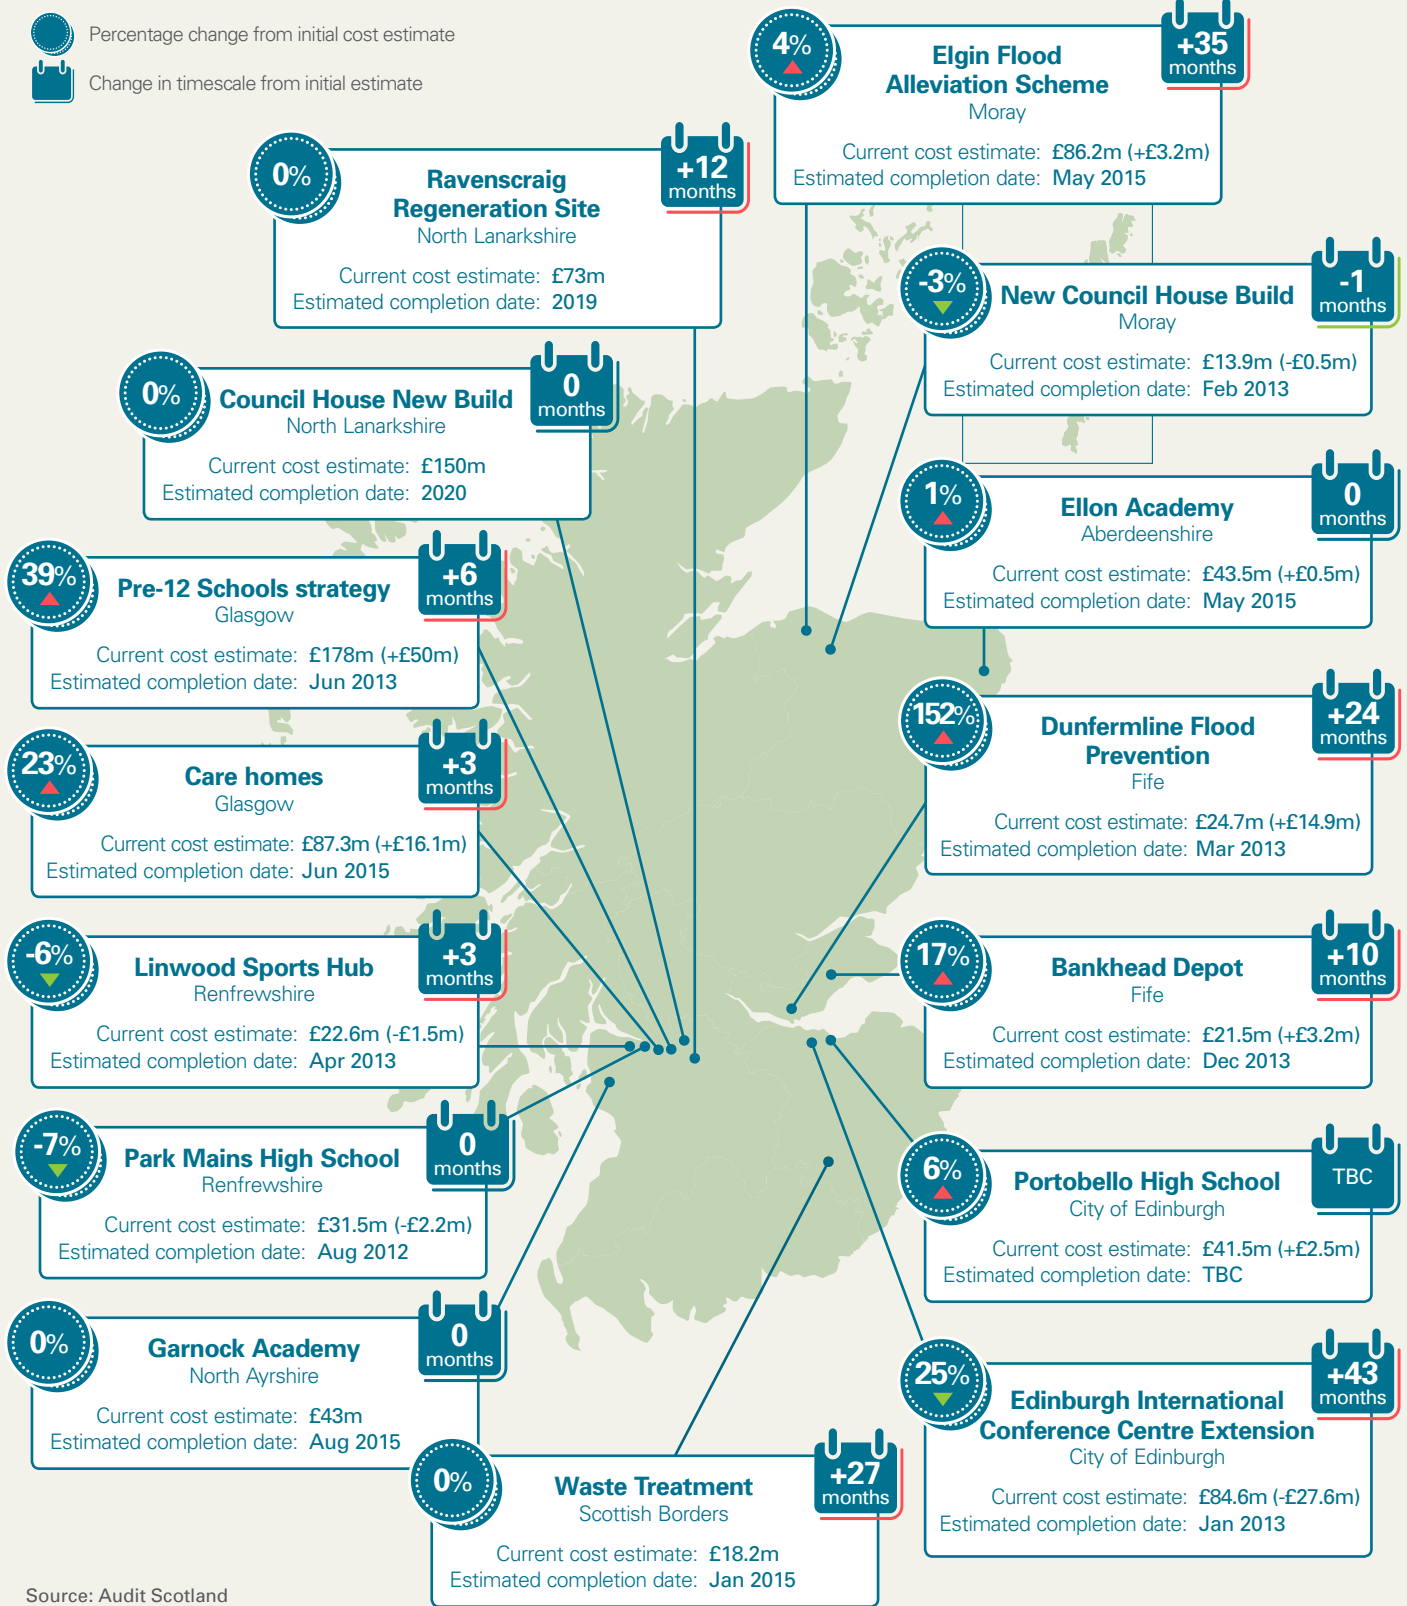 Percentage change from initial cost estimate
Change in timescale from initial estimate
4%
Elgin Flood
Alleviation Scheme
Moray
+35
months
Current cost estimate: £86.2m (+£3.2m)
Estimated completion date: May 2015
0%
Ravenscraig
Regeneration Site
North Lanarkshire
+12
months
Current cost estimate: £73m
Estimated completion date: 2019
-3%
New Council House Build
Moray
-1
months
Current cost estimate: £13.9m (-£0.5m)
Estimated completion date: Feb 2013
0%
Council House New Build
North Lanarkshire
0
months
Current cost estimate: £150m
Estimated completion date: 2020
1%
Ellon Academy
Aberdeenshire
0
months
Current cost estimate: £43.5m (+£0.5m)
Estimated completion date: May 2015
39%
Pre-12 Schools strategy
Glasgow
+6
months
Current cost estimate: £178m (+£50m)
Estimated completion date: Jun 2013
152%
Dunfermline Flood
Prevention
Fife
+24
months
Current cost estimate: £24.7m (+£14.9m)
Estimated completion date: Mar 2013
23%
Care homes
Glasgow
+3
months
Current cost estimate: £87.3m (+£16.1m)
Estimated completion date: Jun 2015
-6%
Linwood Sports Hub
Renfrewshire
+3
months
Current cost estimate: £22.6m (-£1.5m)
Estimated completion date: Apr 2013
17%
Bankhead Depot
Fife
+10
months
Current cost estimate: £21.5m (+£3.2m)
Estimated completion date: Dec 2013
-7%
Park Mains High School
Renfrewshire
0
months
Current cost estimate: £31.5m (-£2.2m)
Estimated completion date: Aug 2012
6%
Portobello High School
City of Edinburgh
TBC
Current cost estimate: £41.5m (+£2.5m)
Estimated completion date: TBC
0%
Garnock Academy
North Ayrshire
0
months
Current cost estimate: £43m
Estimated completion date: Aug 2015
25%
Edinburgh International
Conference Centre Extension
City of Edinburgh
+43
months
Current cost estimate: £84.6m (-£27.6m)
Estimated completion date: Jan 2013
0%
Waste Treatment
Scottish Borders
+27
months
Current cost estimate: £18.2m
Estimated completion date: Jan 2015
Source: Audit Scotland